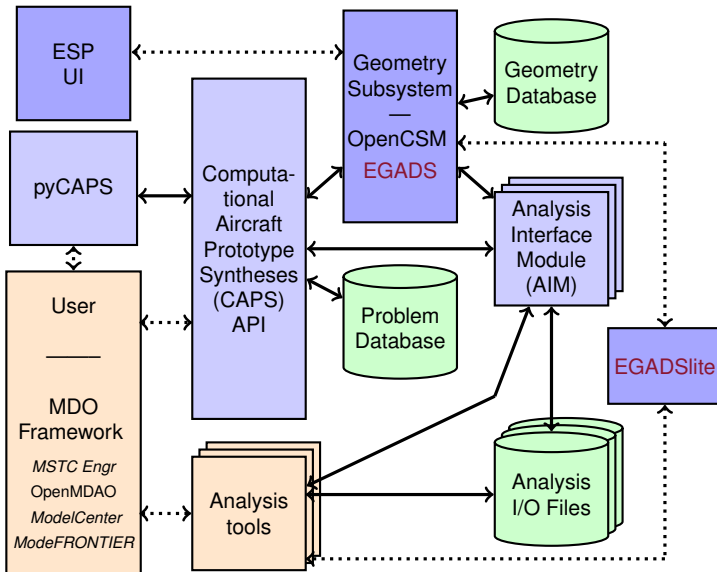 ESP
UI
Geometry
Subsystem
—
OpenCSM
EGADS
Geometry
Database
pyCAPS
Computa-
tional
Aircraft
Prototype
Syntheses
(CAPS)
API
Analysis
Interface
Module
(AIM)
Problem
Database
EGADSlite
User
_____
MDO
Framework
MSTC Engr
OpenMDAO
ModelCenter
ModeFRONTIER
Analysis
tools
Analysis
I/O Files